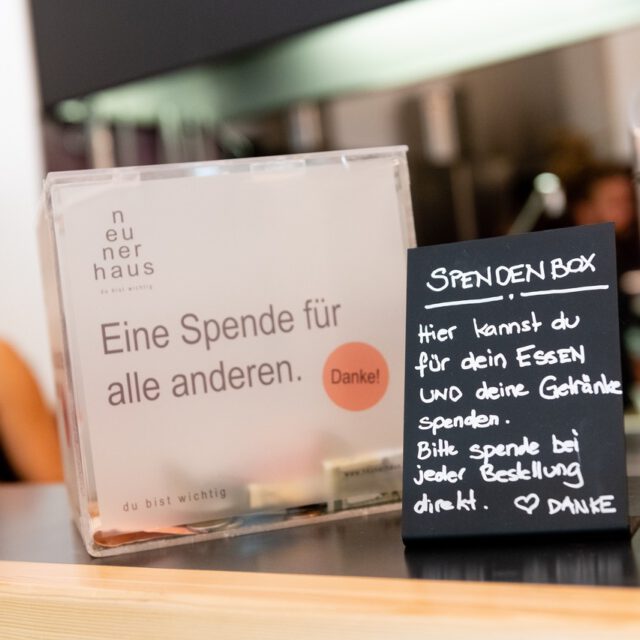 n
eu
ner
haus
du bist wichtig
Eine Spende für
alle anderen.
Danke!
du bist wichtig
SPENDENBOX
Hier kannst du
für dein ESSEN
UND deine Getränke
spenden.
Bitte spende bei
jeder Bestellung
direkt. ♡ DANKE